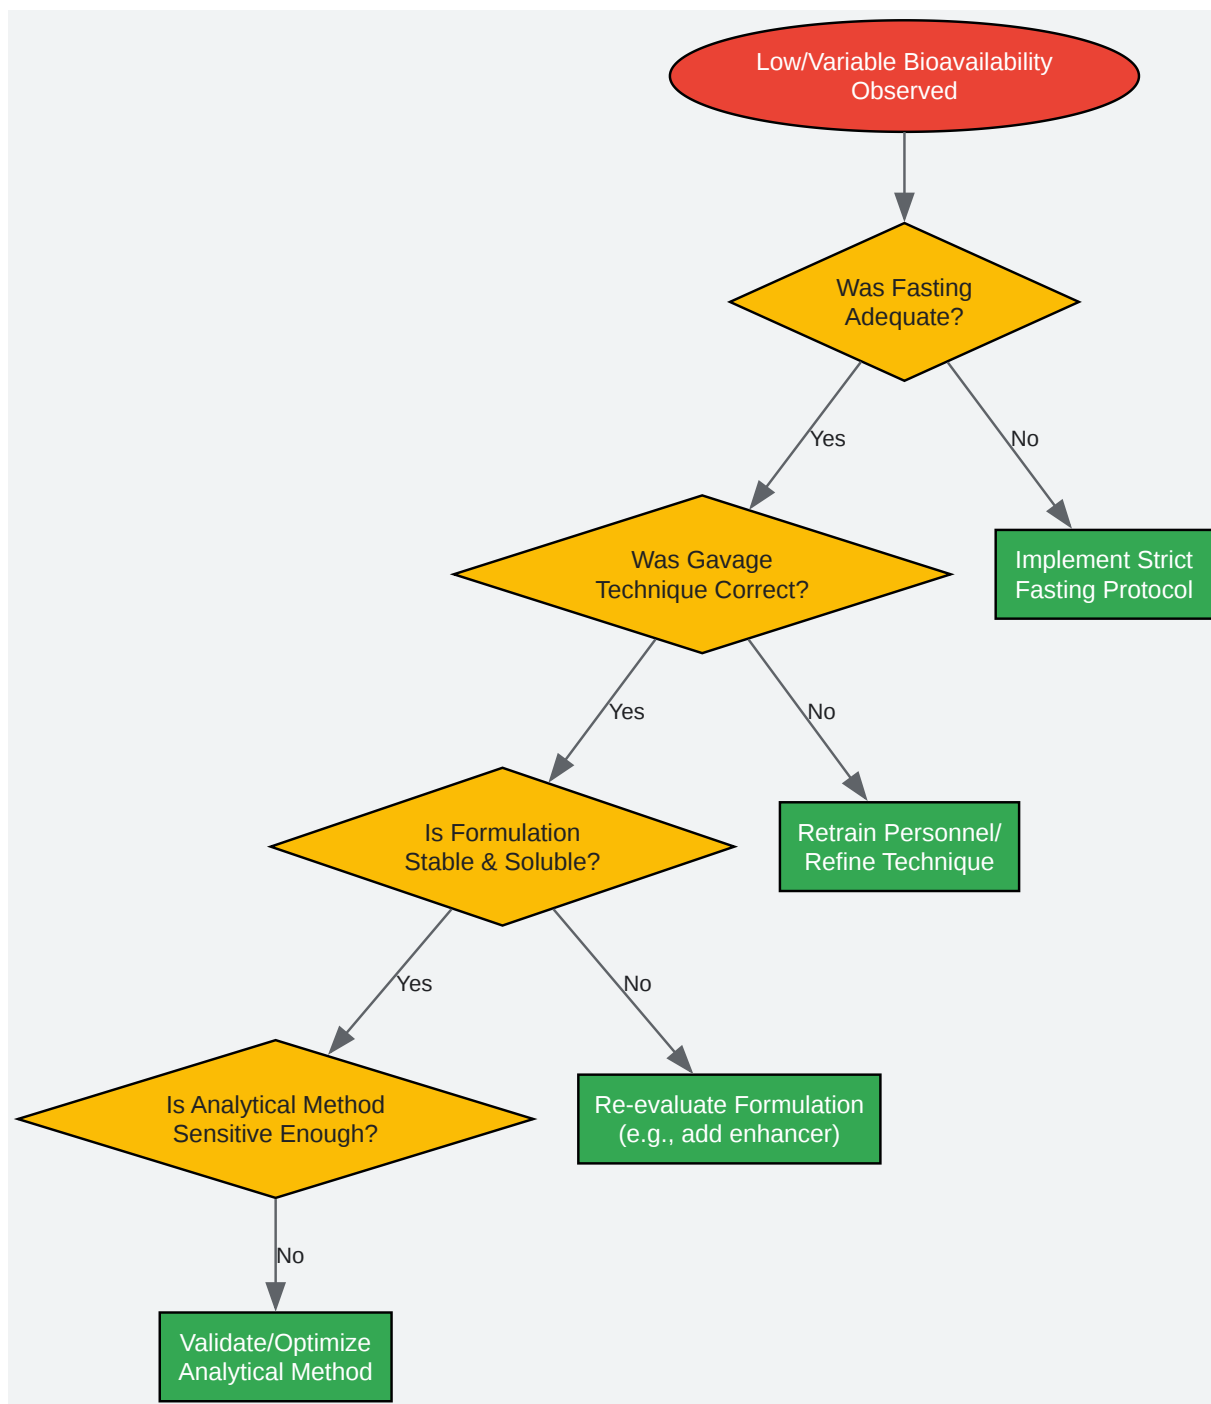 Low/Variable Bioavailability
Observed
Was Fasting
Adequate?
Yes
No
Was Gavage
Technique Correct?
Implement Strict
Fasting Protocol
Yes
No
Is Formulation
Stable & Soluble?
Retrain Personnel/
Refine Technique
Yes
No
Is Analytical Method
Sensitive Enough?
Re-evaluate Formulation
(e.g., add enhancer)
No
Validate/Optimize
Analytical Method